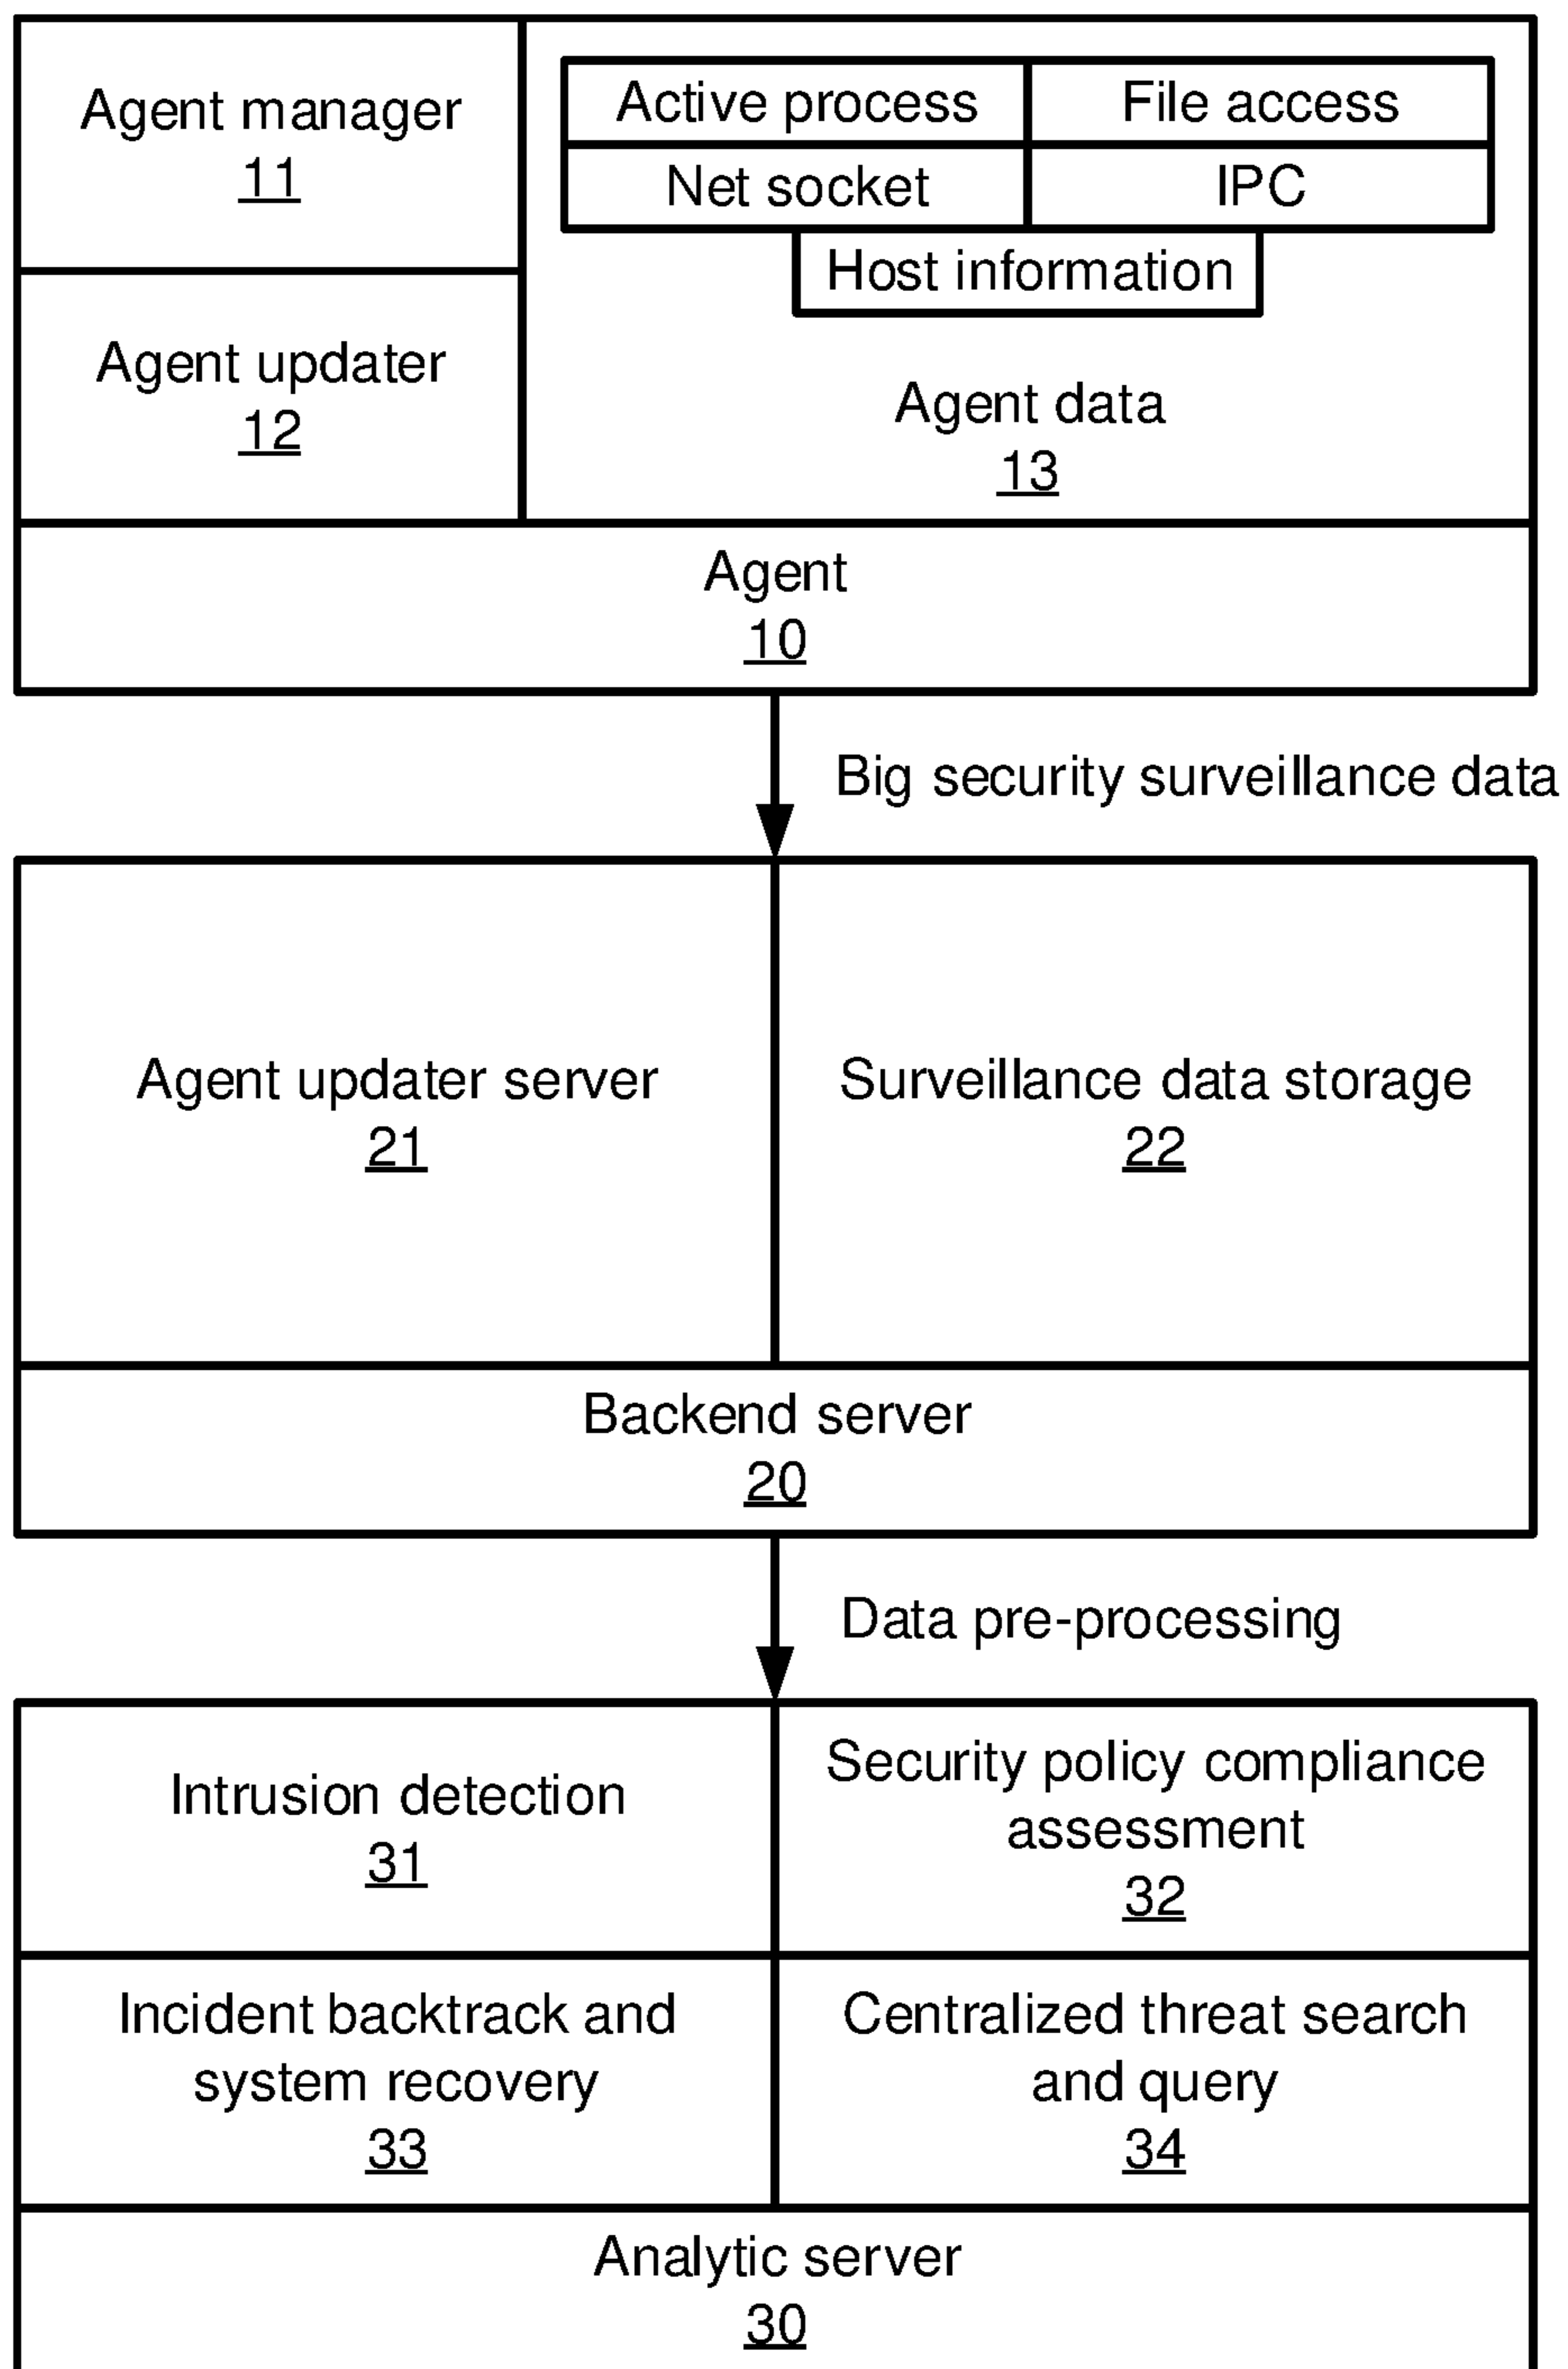 Agent manager
11
Agent updater
12
Active process
File access
Net socket
IPC
Host information
Agent data
13
Agent
10
Big security surveillance data
Agent updater server
21
Surveillance data storage
22
Backend server
20
Data pre-processing
Intrusion detection
31
Security policy compliance
assessment
32
Incident backtrack and
system recovery
33
Centralized threat search
and query
34
Analytic server
30